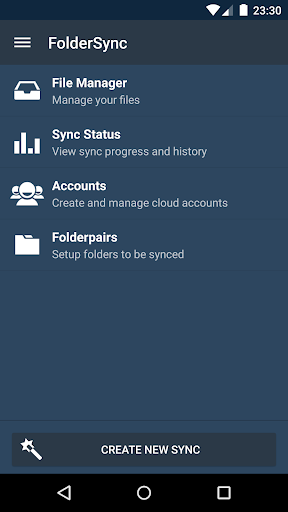 23:30
FolderSync
File Manager
Manage your files
Sync Status
View sync progress and history
Accounts
Create and manage cloud accounts
Folderpairs
Setup folders to be synced
CREATE NEW SYNC